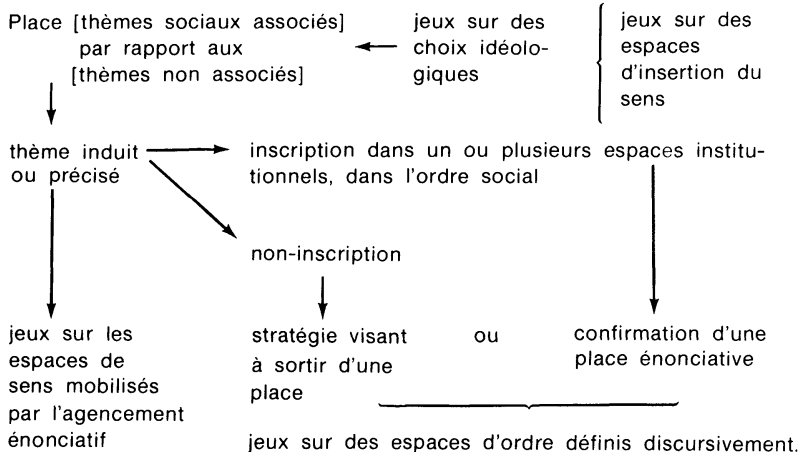 Place [thèmes sociaux associés]
par rapport aux
[thèmes non associés]
jeux sur des
choix idéolo-
giques
jeux sur des
espaces
d'insertion du
sens
thème induit
ou précisé
inscription dans un ou plusieurs espaces institu-
tionnels, dans l'ordre social
non-inscription
jeux sur les
espaces de
sens mobilisés
par l'agencement
énonciatif
stratégie visant
à sortir d'une
place
ou
confirmation d'une
place énonciative
jeux sur des espaces d'ordre définis discursivement.